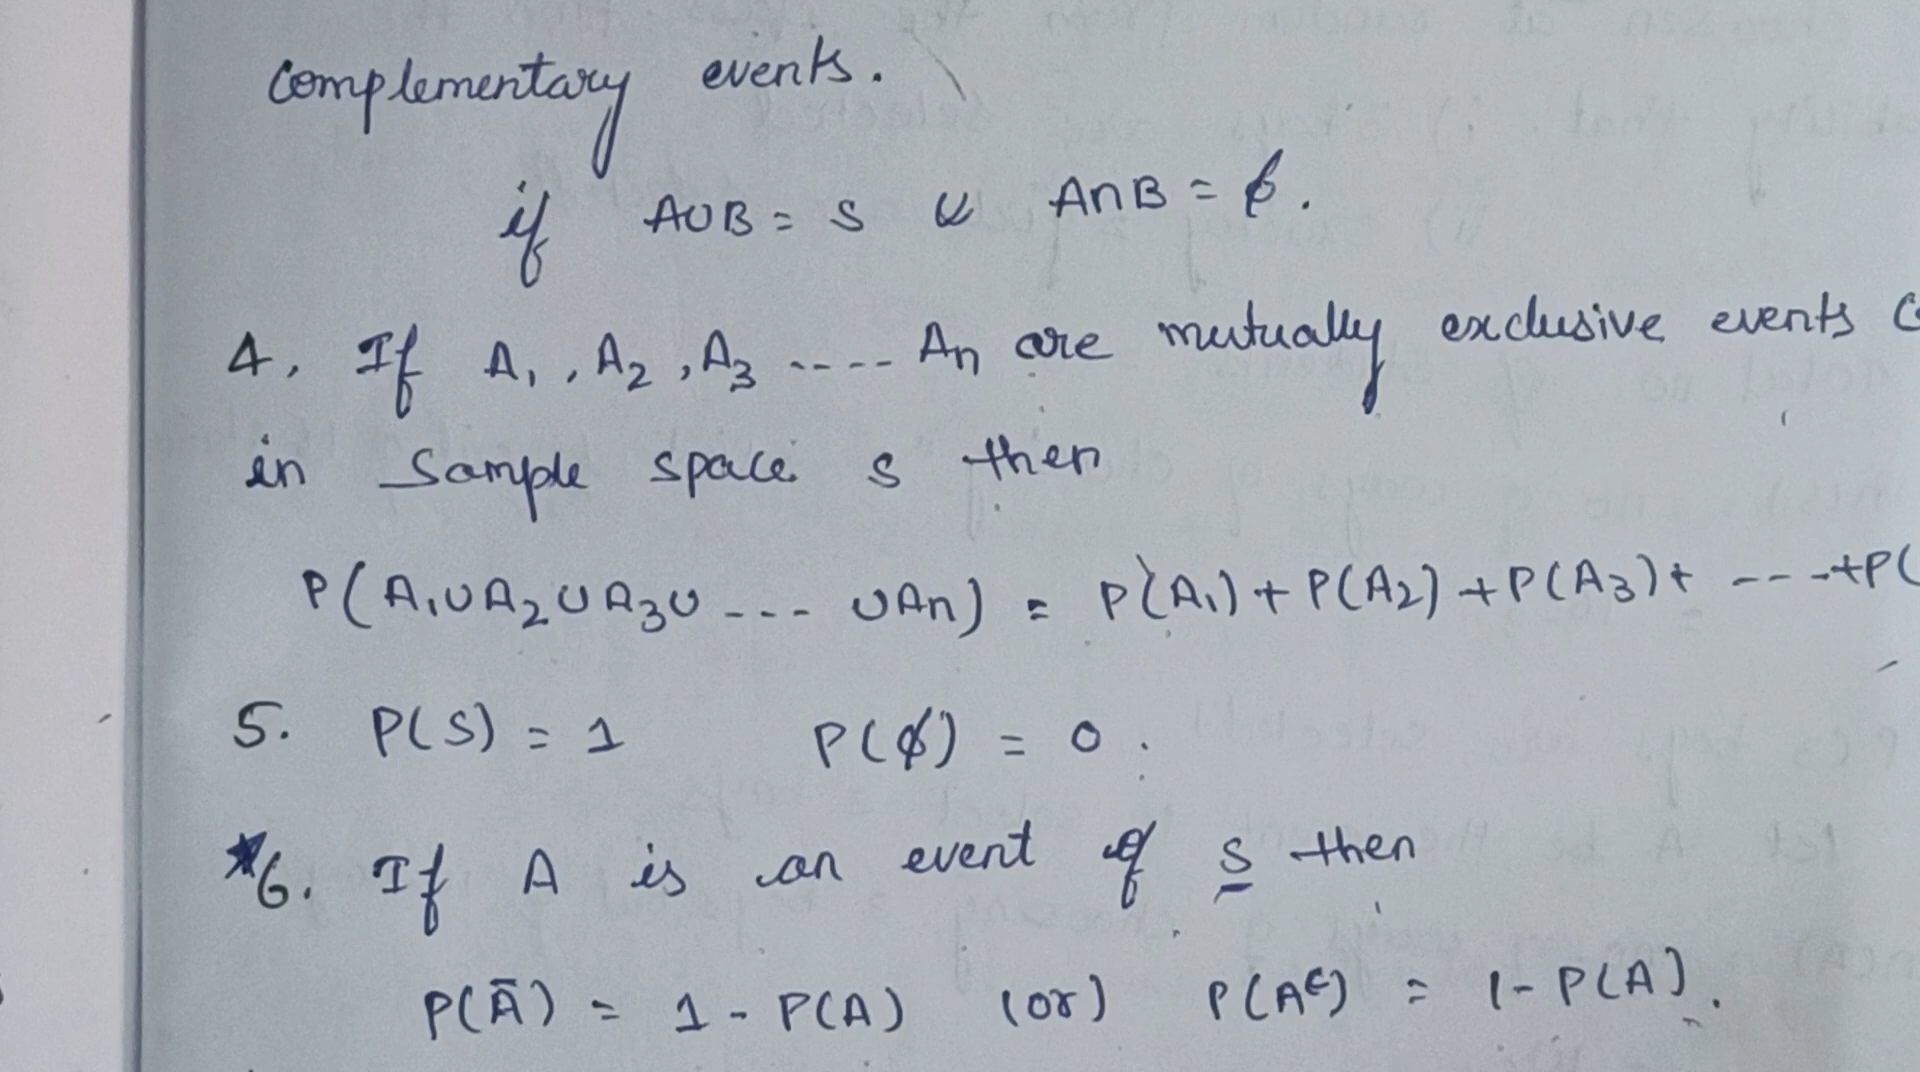 complementary events.
if A∪B = S & A∩B = ϕ.
4. If A₁, A₂, A₃ ----- Aₙ are mutually exclusive events
in Sample space S then
P(A₁∪A₂∪A₃∪ --- ∪Aₙ) = P(A₁) + P(A₂) + P(A₃) + --- + P(
5. P(S) = 1 P(ϕ) = 0.
*6. If A is an event of S then
P(Ā) = 1 - P(A) (or) P(Aᶜ) = 1 - P(A).